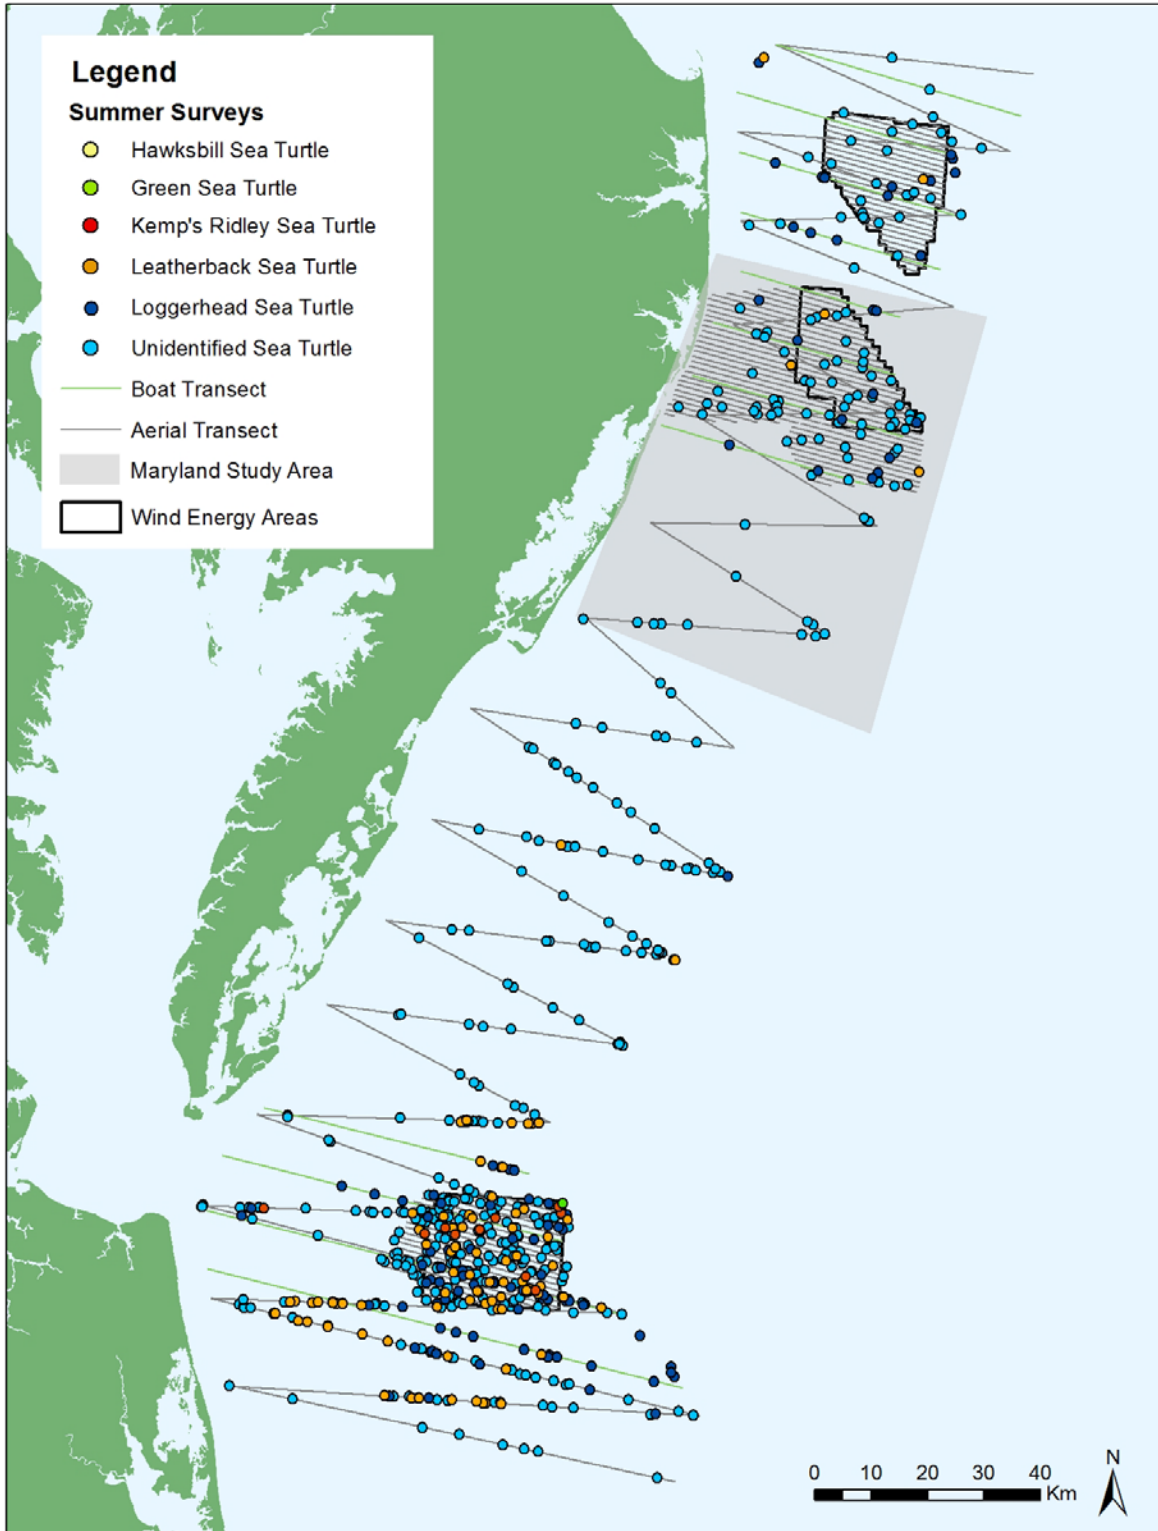 Legend
Summer Surveys
Hawksbill Sea Turtle
Green Sea Turtle
Kemp's Ridley Sea Turtle
Leatherback Sea Turtle
Loggerhead Sea Turtle
Unidentified Sea Turtle
Boat Transect
Aerial Transect
Maryland Study Area
Wind Energy Areas
N
0 10 20 30 40
Km